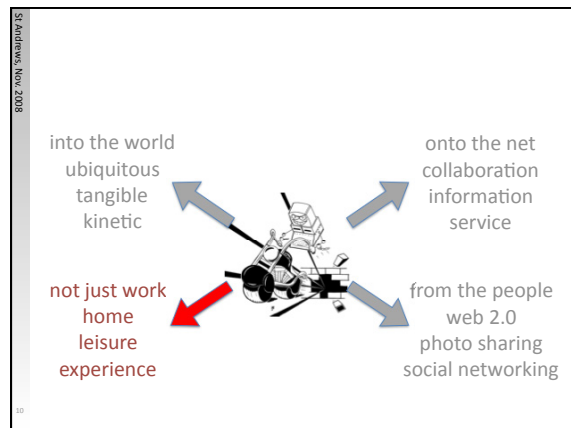 St Andrews, Nov. 2008
into the world
ubiquitous
tangible
kinetic
onto the net
collaboration
information
service
not just work
home
leisure
experience
from the people
web 2.0
photo sharing
social networking
10